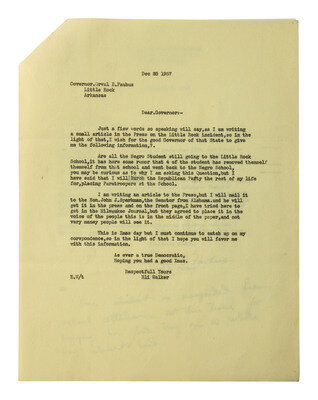 Dec 25 1957
Governor.Orval E.Faubus
Little Rock
Arkansas
Dear.Governor:-
Just a few words so speaking will say,as I am writing
a small article in the Press on the Little Rock incident,so in the
light of that,I wish for the good Governor of that State to give
me the following information,?.
Are all the Negro Student still going to the Little Rock
School,it has here some rumor that 4 of the student has removed themself
themself from that school and went back to the Negro School,
you may be curious as to why I am asking this Question,but I
have said that I will the Republican Party the rest of my life
for,placing Paratroopers at the School.
I am writing an article to the Press,but I will mail it
to the Hon.John J.Sparkman,the Senator from Alabama.and he will
get it in the press and on the front page,I have tried here to
get in the Milwaukee Journal,but they agreed to place it in the
voice of the people this is in the middle of the paper,and not
very many people will see it.
This is Xmas day but I must continue to catch up on my
correpondence,so in the light of that I hope you will favor me
with this information.
As ever a true Democratic,
Hoping you had a good Xmas.
Respectfull Yours
Eli Walker